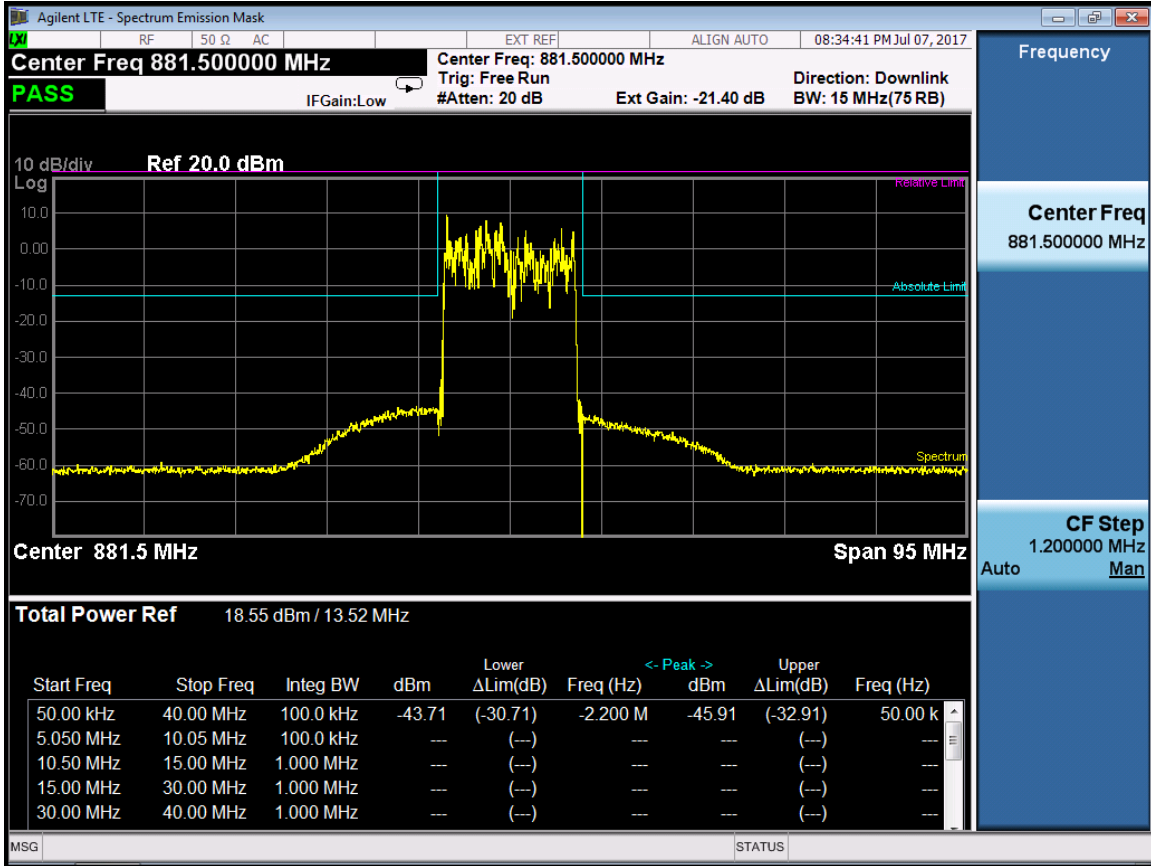 Agilent LTE - Spectrum Emission Mask
LXI RF 50 Ω AC EXT REF ALIGN AUTO 08:34:41 PM Jul 07, 2017
Center Freq 881.500000 MHz
Center Freq: 881.500000 MHz
Trig: Free Run Direction: Downlink
PASS
IFGain:Low #Atten: 20 dB Ext Gain: -21.40 dB BW: 15 MHz(75 RB)
Frequency
10 dB/div Ref 20.0 dBm
Log
Relative Limit
10.0
0.00
-10.0
Absolute Limit
-20.0
-30.0
-40.0
-50.0
-60.0
Spectrum
-70.0
Center 881.5 MHz Span 95 MHz
Center Freq
881.500000 MHz
CF Step
1.200000 MHz
Auto Man
Total Power Ref 18.55 dBm / 13.52 MHz
Lower <- Peak -> Upper
Start Freq Stop Freq Integ BW dBm ΔLim(dB) Freq (Hz) dBm ΔLim(dB) Freq (Hz)
50.00 kHz 40.00 MHz 100.0 kHz -43.71 (-30.71) -2.200 M -45.91 (-32.91) 50.00 k
5.050 MHz 10.05 MHz 100.0 kHz --- (---) --- --- (---) ---
10.50 MHz 15.00 MHz 1.000 MHz --- (---) --- --- (---) ---
15.00 MHz 30.00 MHz 1.000 MHz --- (---) --- --- (---) ---
30.00 MHz 40.00 MHz 1.000 MHz --- (---) --- --- (---) ---
MSG STATUS